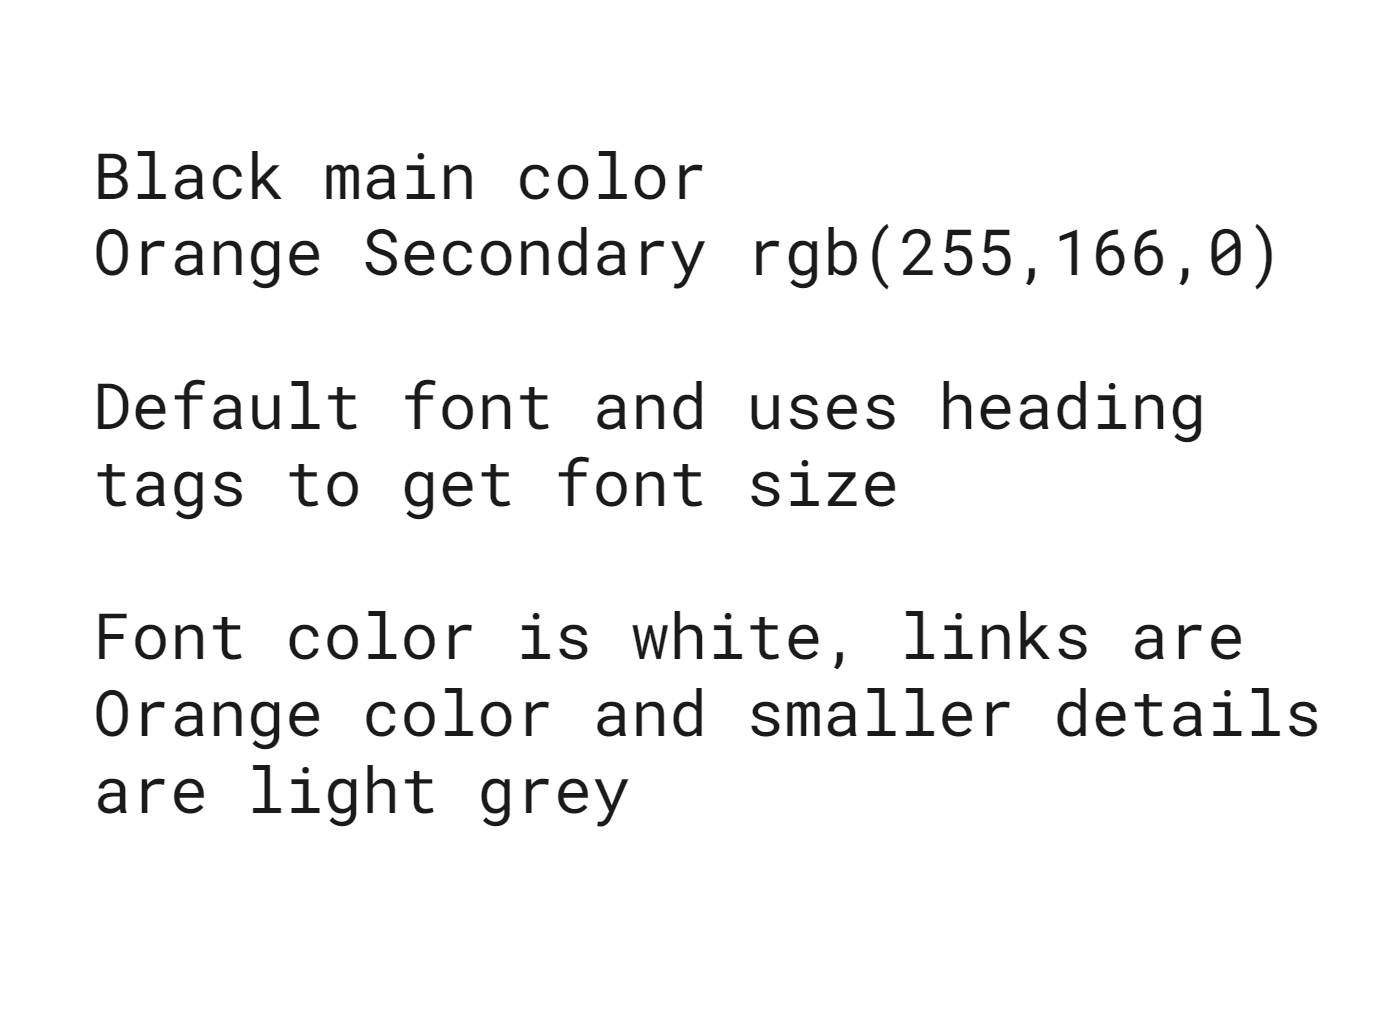 Black main color
Orange Secondary rgb(255,166,0)
Default font and uses heading
tags to get font size
Font color is white, links are
Orange color and smaller details
are light grey